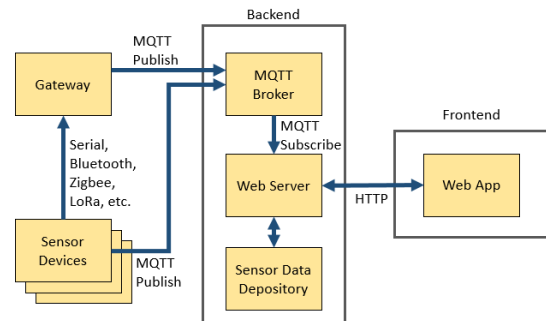 Backend
MQTT
Publish
Gateway
MQTT
Broker
Serial,
Bluetooth,
Zigbee,
LoRa, etc.
MQTT
Subscribe
Frontend
Web Server
HTTP
Web App
Sensor
Devices
MQTT
Publish
Sensor Data
Depository